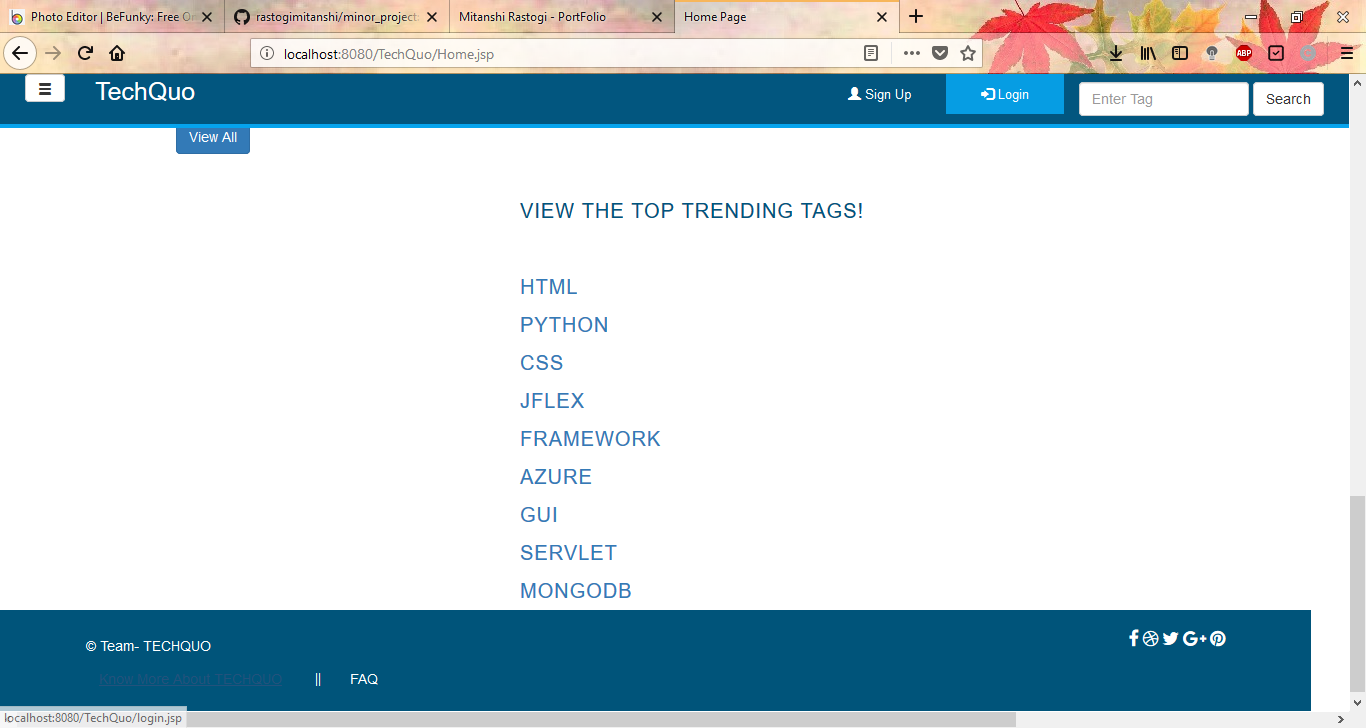 Photo Editor | BeFunky: Free On
rastogimitanshi/minor_project:
Mitanshi Rastogi - PortFolio
Home Page
localhost:8080/TechQuo/Home.jsp
ABP
TechQuo
Sign Up
Login
Enter Tag
Search
View All
VIEW THE TOP TRENDING TAGS!
HTML
PYTHON
CSS
JFLEX
FRAMEWORK
AZURE
GUI
SERVLET
MONGODB
© Team- TECHQUO
Know More About TECHQUO || FAQ
localhost:8080/TechQuo/login.jsp